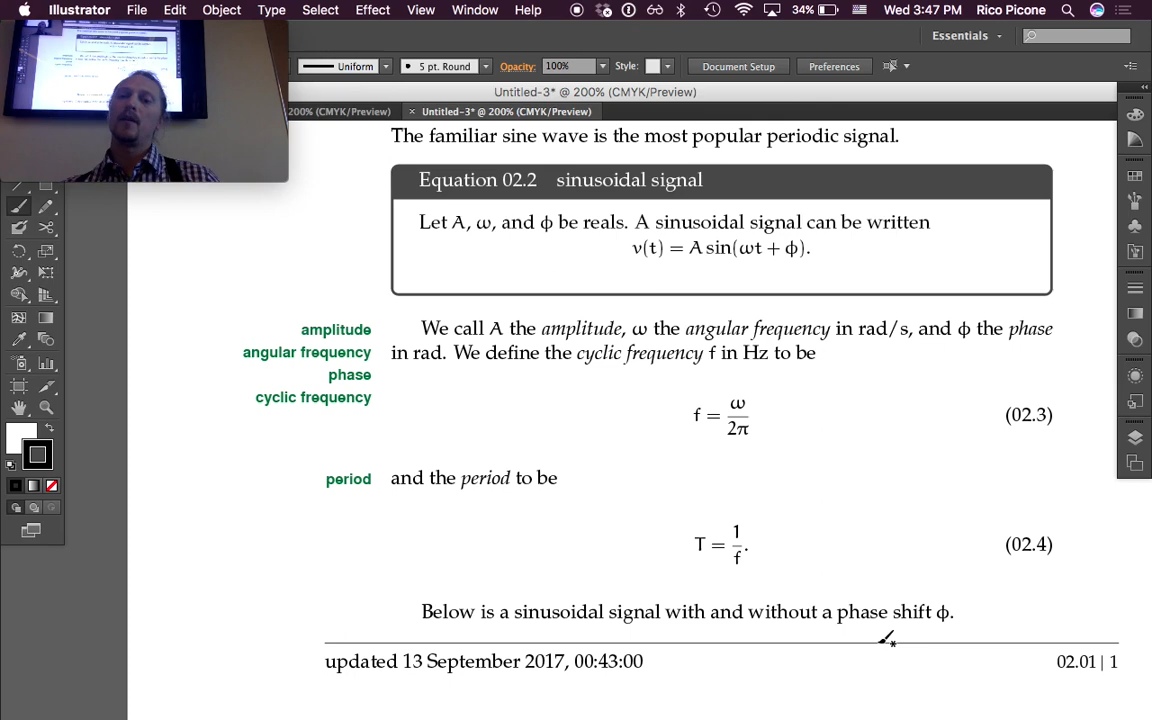 Illustrator File Edit Object Type Select Effect View Window Help 34% Wed 3:47 PM Rico Picone
Essentials
Uniform 5 pt. Round Opacity: 100% Style: Document Setup Preferences
Untitled-3* @ 200% (CMYK/Preview)
200% (CMYK/Preview) × Untitled-3* @ 200% (CMYK/Preview)
The familiar sine wave is the most popular periodic signal.
Equation 02.2 sinusoidal signal
Let A, ω, and ϕ be reals. A sinusoidal signal can be written
v(t) = A sin(ωt + ϕ).
amplitude
We call A the amplitude, ω the angular frequency in rad/s, and ϕ the phase
angular frequency
in rad. We define the cyclic frequency f in Hz to be
phase
cyclic frequency
f = ω/2π (02.3)
period
and the period to be
T = 1/f. (02.4)
Below is a sinusoidal signal with and without a phase shift ϕ.
updated 13 September 2017, 00:43:00 02.01 | 1